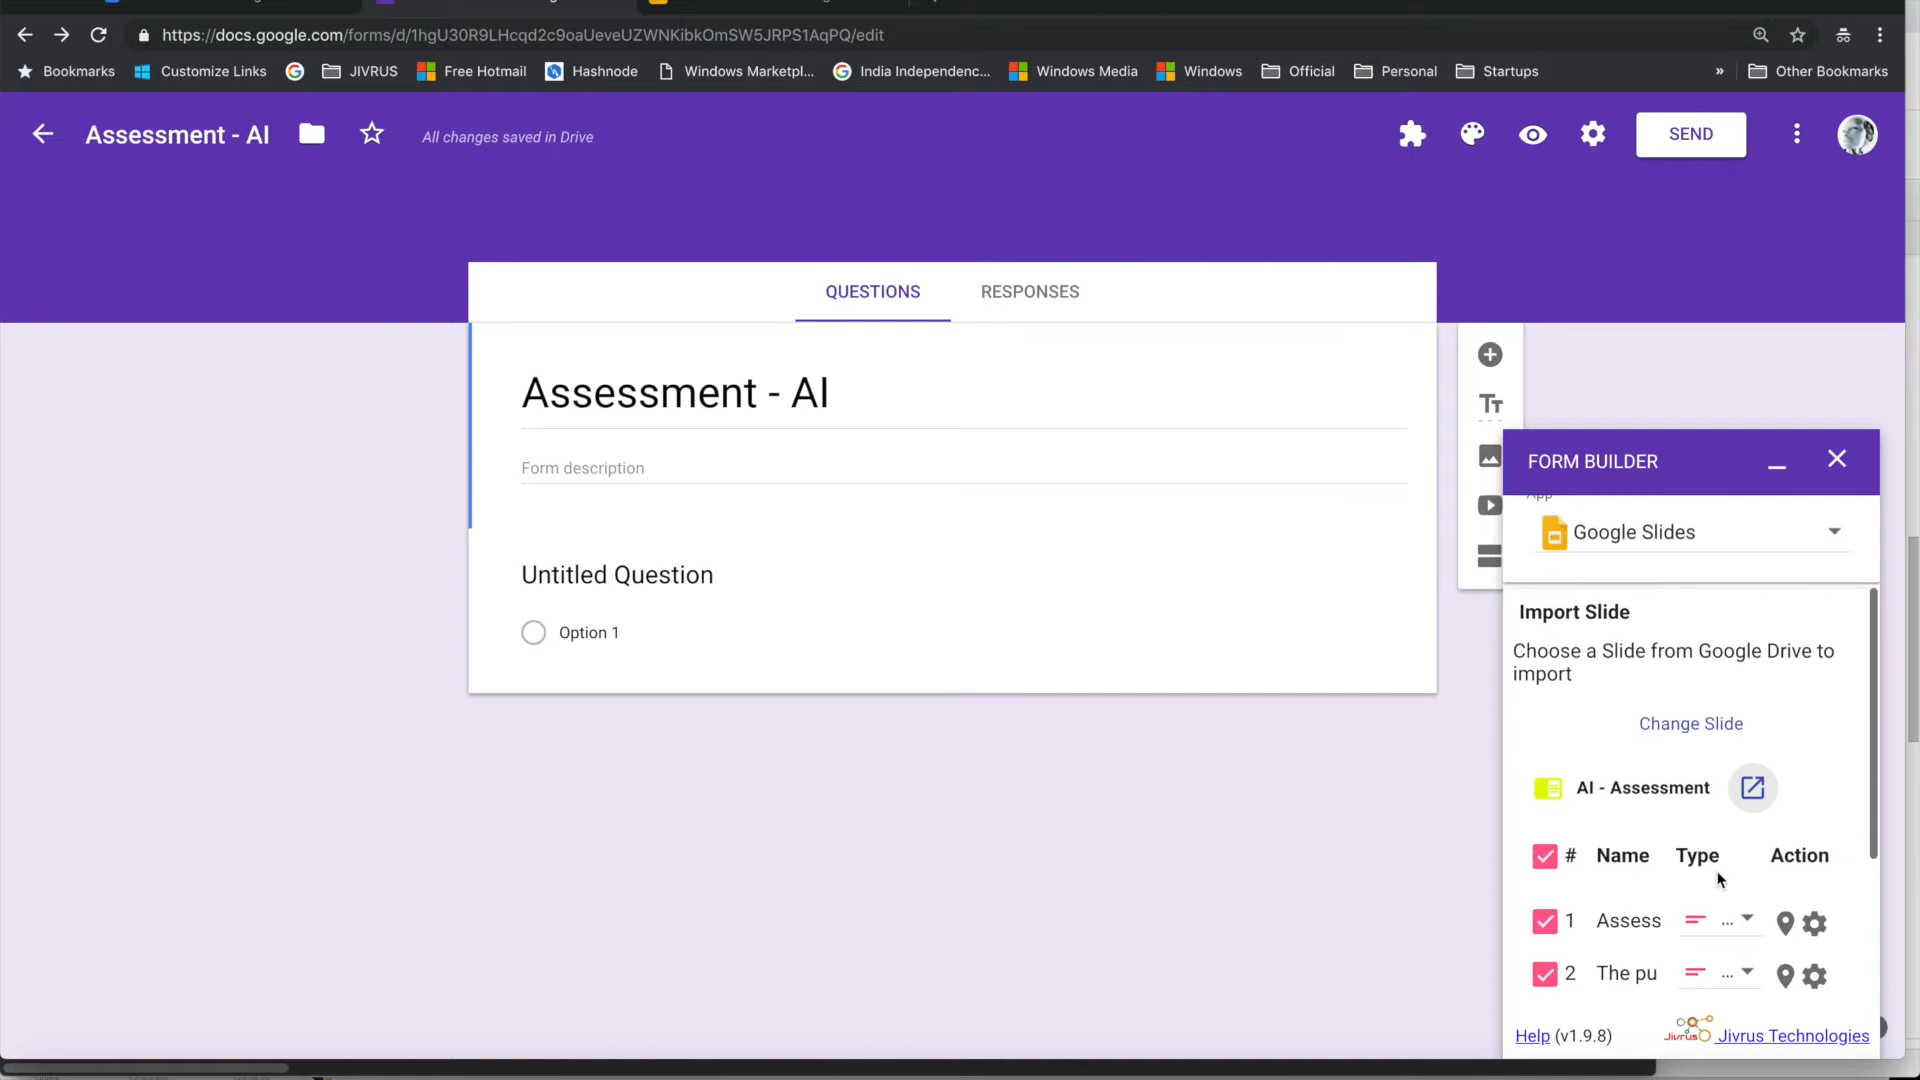 https://docs.google.com/forms/d/1hgU30R9LHcqd2c9oaUeveUZWNKibkOmSW5JRPS1AqPQ/edit
Bookmarks Customize Links JIVRUS Free Hotmail Hashnode Windows Marketpl... India Independenc... Windows Media Windows Official Personal Startups » Other Bookmarks
Assessment - AI All changes saved in Drive SEND
QUESTIONS RESPONSES
Assessment - AI
Form description
Untitled Question
Option 1
FORM BUILDER
App
Google Slides
Import Slide
Choose a Slide from Google Drive to
import
Change Slide
AI - Assessment
# Name Type Action
1 Assess ...
2 The pu ...
Help (v1.9.8) Jivrus Jivrus Technologies